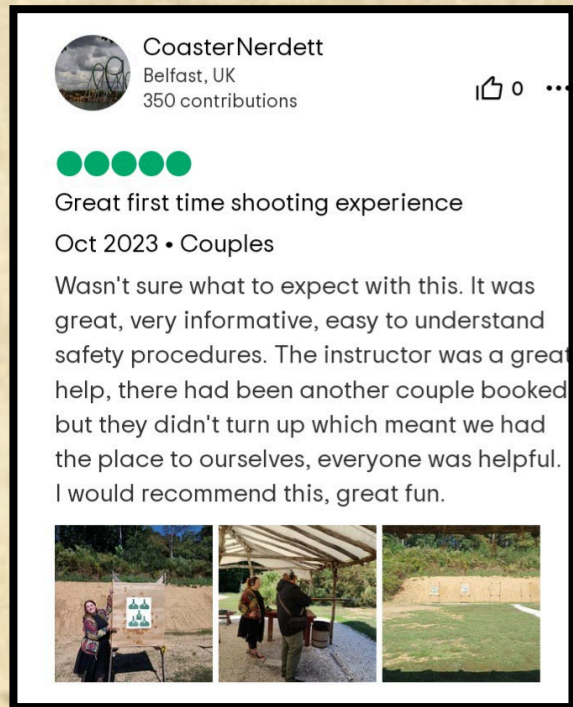 CoasterNerdett
Belfast, UK
350 contributions
0
Great first time shooting experience
Oct 2023 • Couples
Wasn't sure what to expect with this. It was
great, very informative, easy to understand
safety procedures. The instructor was a great
help, there had been another couple booked
but they didn't turn up which meant we had
the place to ourselves, everyone was helpful.
I would recommend this, great fun.